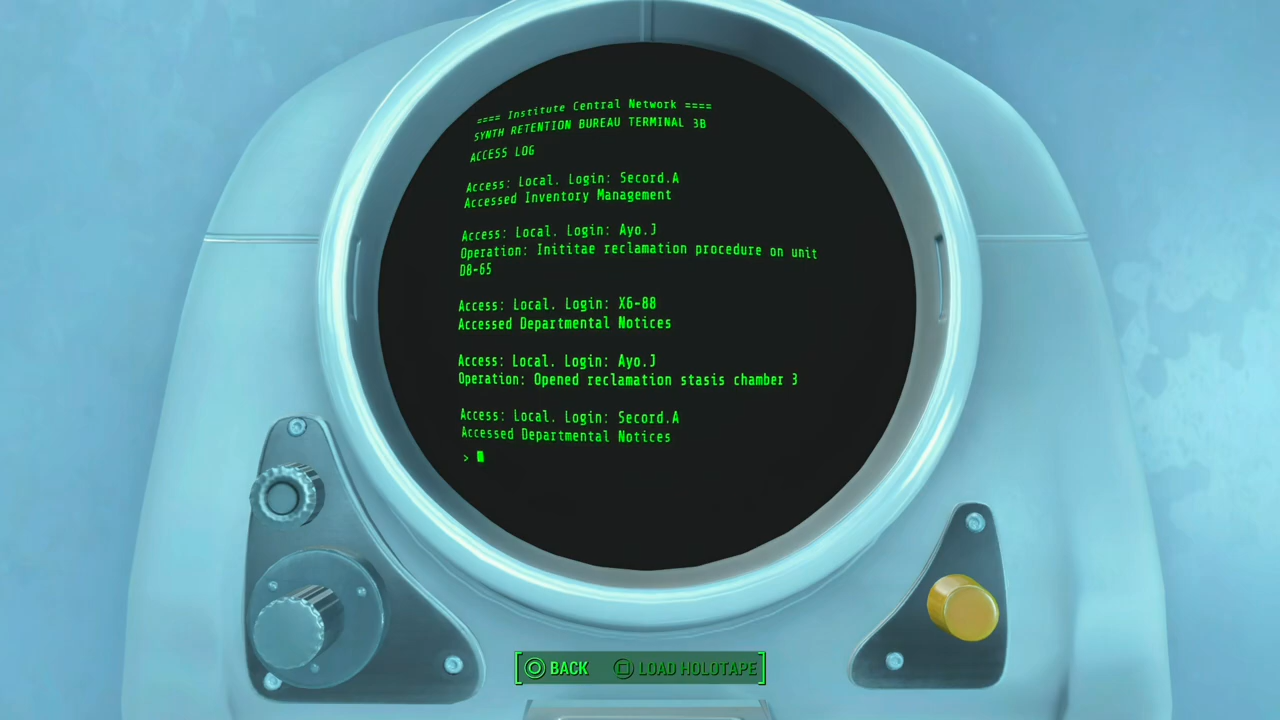 ==== Institute Central Network ====
SYNTH RETENTION BUREAU TERMINAL 3B
ACCESS LOG
Access: Local. Login: Secord.A
Accessed Inventory Management
Access: Local. Login: Ayo.J
Operation: Inititae reclamation procedure on unit
D8-65
Access: Local. Login: X6-88
Accessed Departmental Notices
Access: Local. Login: Ayo.J
Operation: Opened reclamation stasis chamber 3
Access: Local. Login: Secord.A
Accessed Departmental Notices
>
BACK LOAD HOLOTAPE